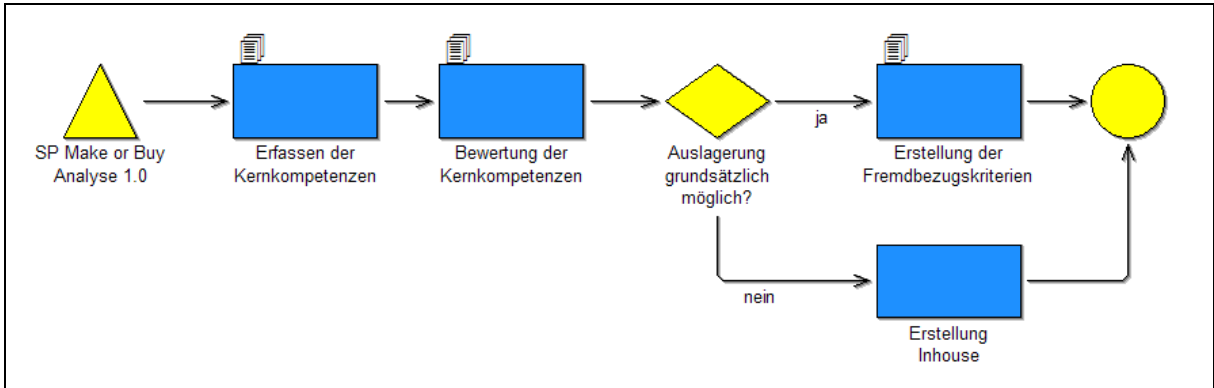 SP Make or Buy
Analyse 1.0
Erfassen der
Kernkompetenzen
Bewertung der
Kernkompetenzen
Auslagerung
grundsätzlich
möglich?
ja
Erstellung der
Fremdbezugskriterien
nein
Erstellung
Inhouse